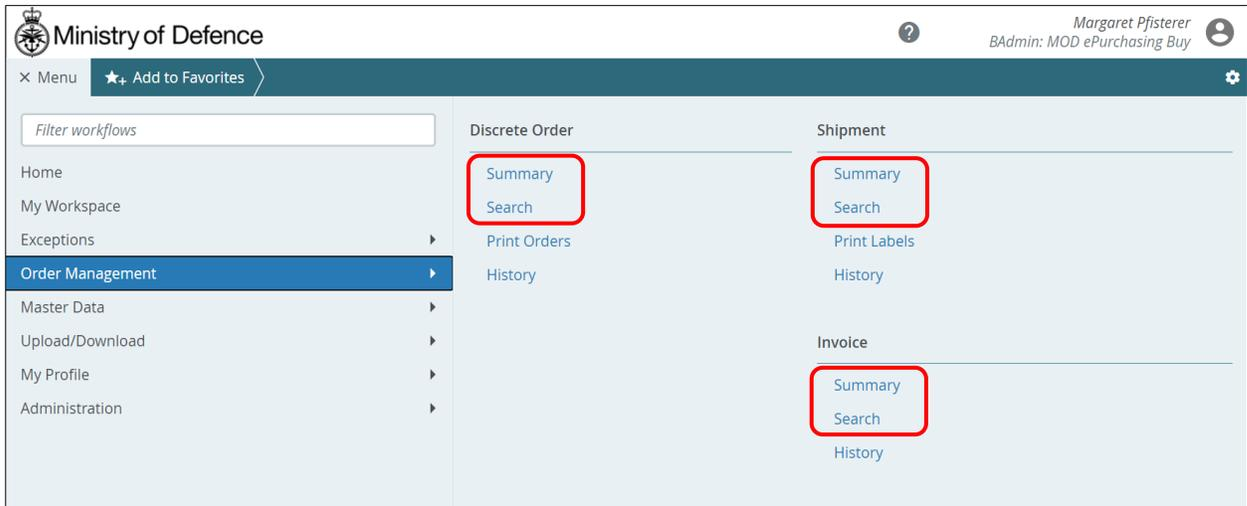 Ministry of Defence
Margaret Pfisterer
BAdmin: MOD ePurchasing Buy
× Menu
Add to Favorites
Filter workflows
Home
My Workspace
Exceptions
Order Management
Master Data
Upload/Download
My Profile
Administration
Discrete Order
Summary
Search
Print Orders
History
Shipment
Summary
Search
Print Labels
History
Invoice
Summary
Search
History